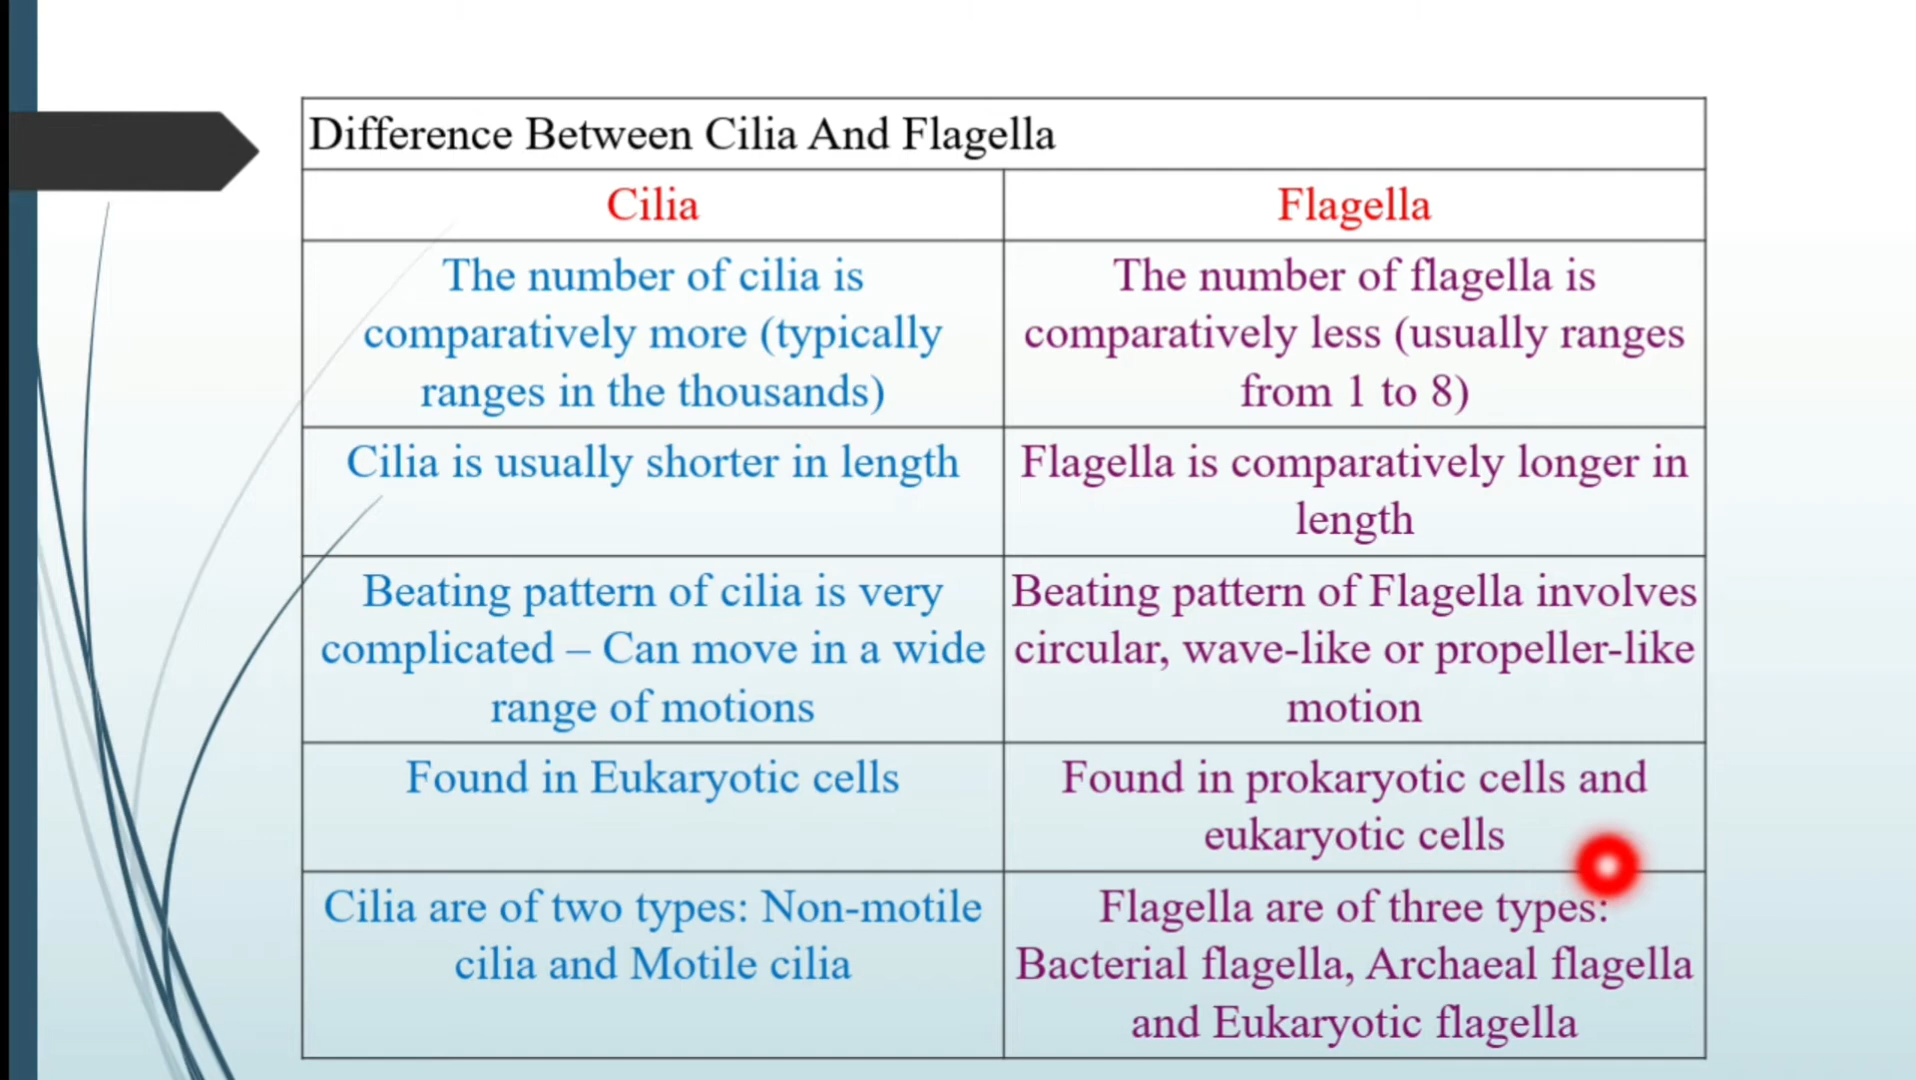 Difference Between Cilia And Flagella
Cilia
Flagella
The number of cilia is
comparatively more (typically
ranges in the thousands)
The number of flagella is
comparatively less (usually ranges
from 1 to 8)
Cilia is usually shorter in length
Flagella is comparatively longer in
length
Beating pattern of cilia is very
complicated – Can move in a wide
range of motions
Beating pattern of Flagella involves
circular, wave-like or propeller-like
motion
Found in Eukaryotic cells
Found in prokaryotic cells and
eukaryotic cells
Cilia are of two types: Non-motile
cilia and Motile cilia
Flagella are of three types:
Bacterial flagella, Archaeal flagella
and Eukaryotic flagella